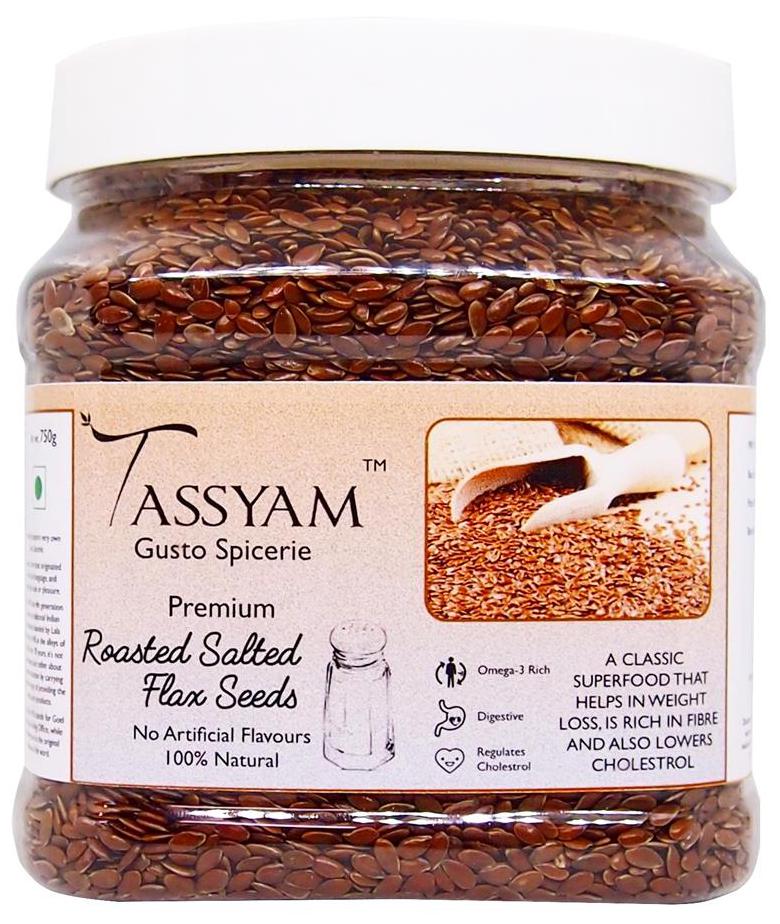 750g
TASSYAM™
Gusto Spicerie
Premium
Roasted Salted
Flax Seeds
No Artificial Flavours
100% Natural
Omega-3 Rich
Digestive
Regulates
Cholestrol
A CLASSIC
SUPERFOOD THAT
HELPS IN WEIGHT
LOSS, IS RICH IN FIBRE
AND ALSO LOWERS
CHOLESTROL